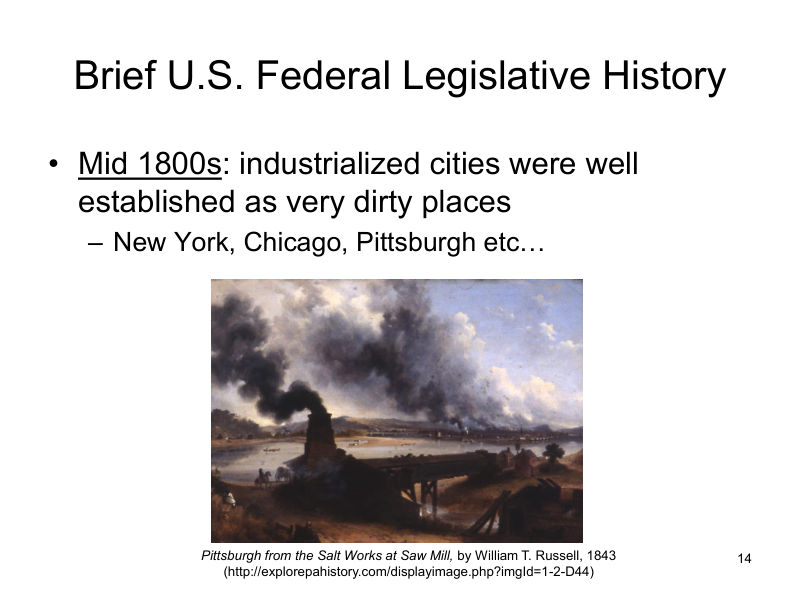 Brief U.S. Federal Legislative History
• Mid 1800s: industrialized cities were well
established as very dirty places
– New York, Chicago, Pittsburgh etc…
Pittsburgh from the Salt Works at Saw Mill, by William T. Russell, 1843
(http://explorepahistory.com/displayimage.php?imgId=1-2-D44)
14